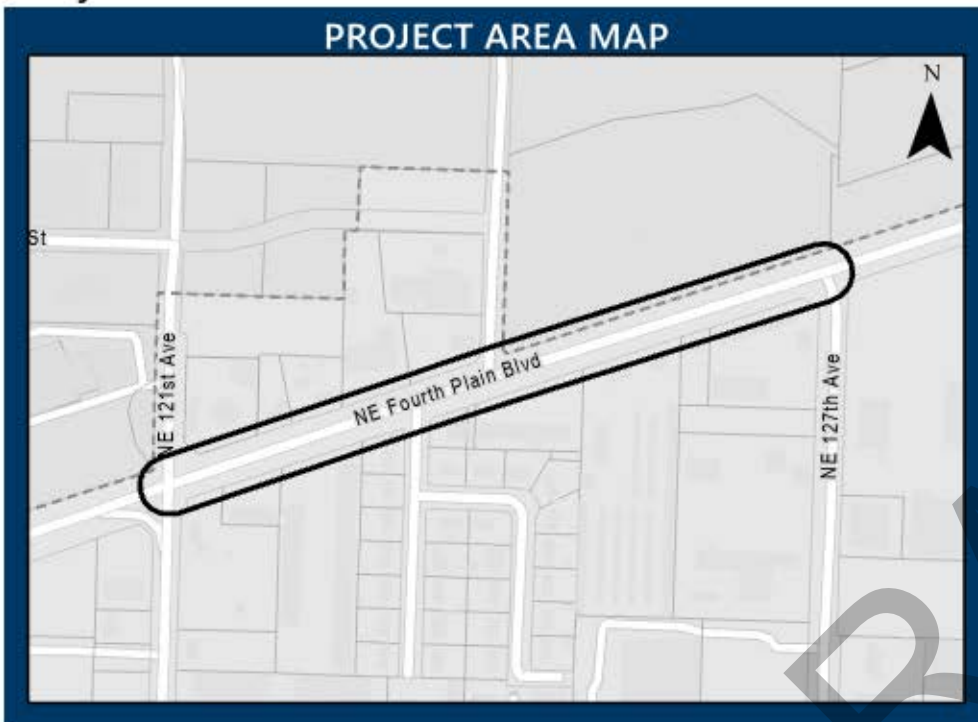 PROJECT AREA MAP
N
St
NE 121st Ave
NE Fourth Plain Blvd
NE 127th Ave